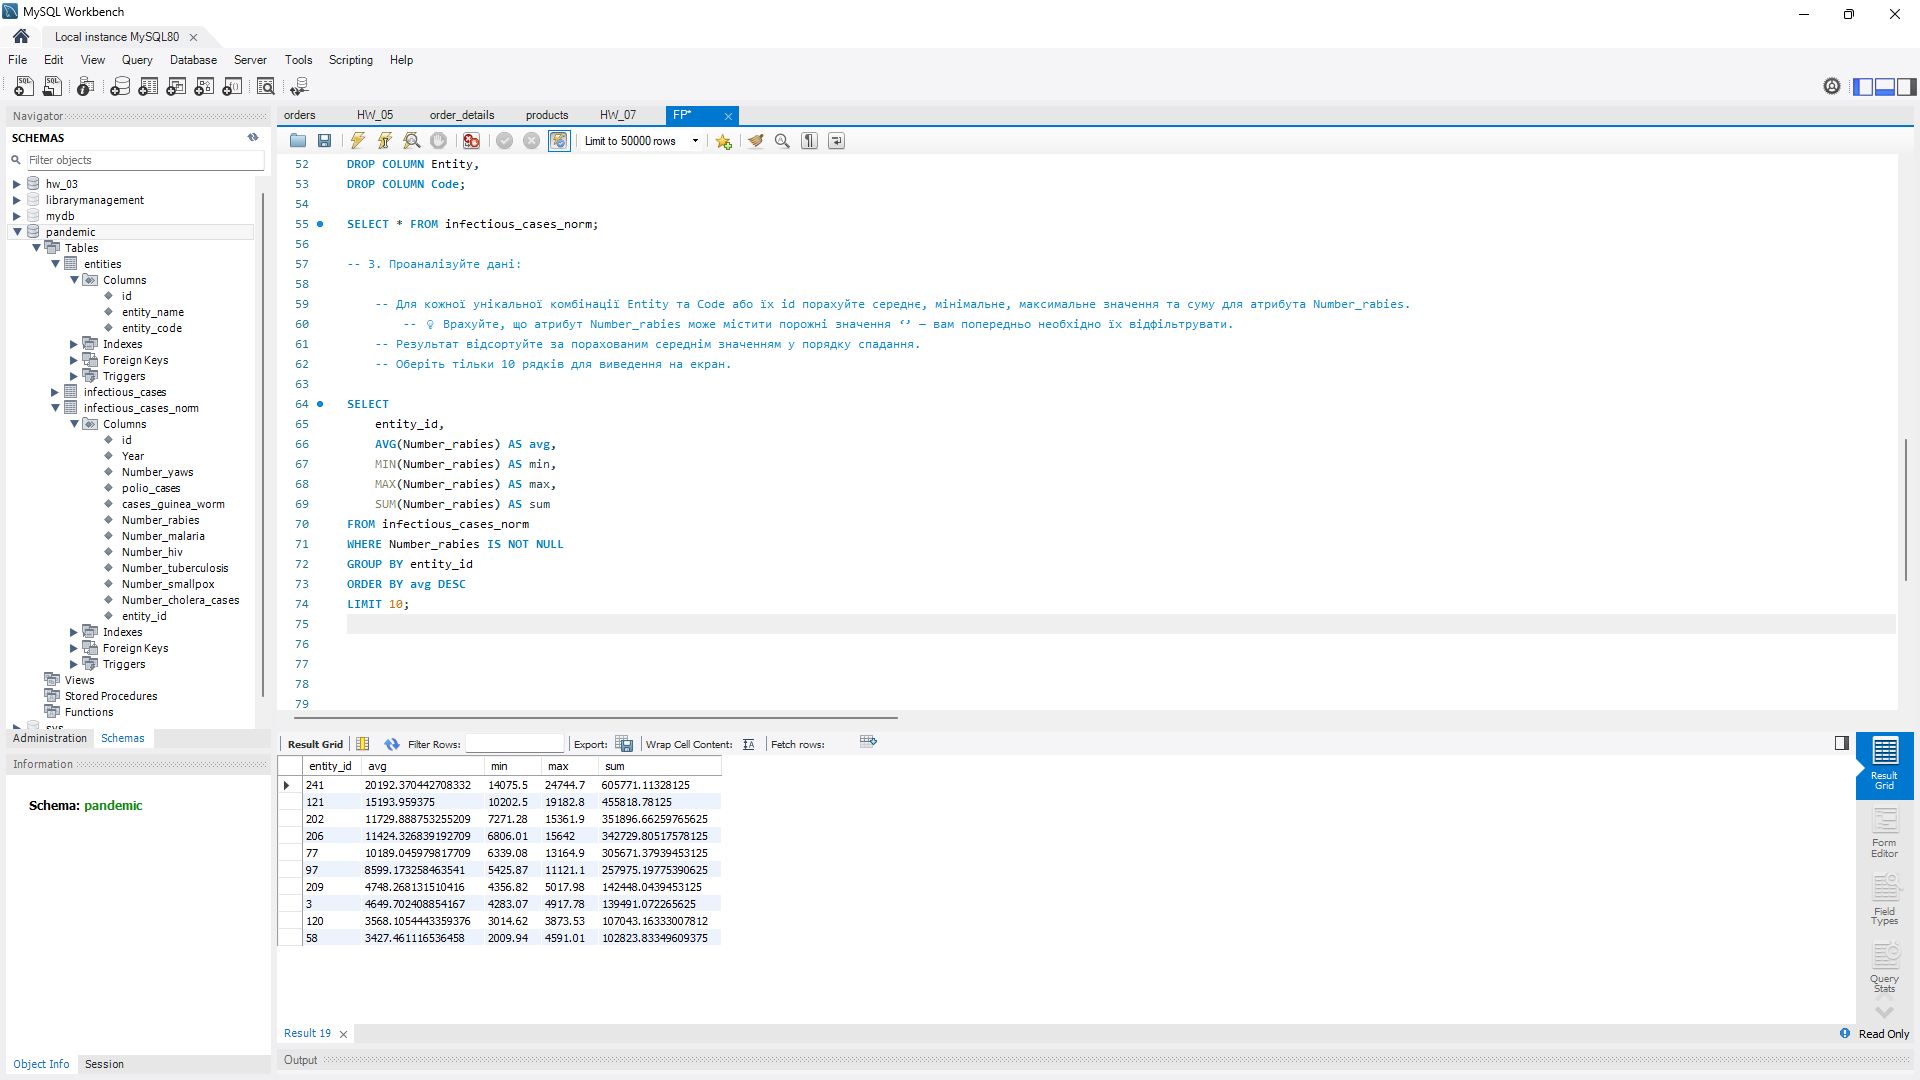 MySQL Workbench
Local instance MySQL80
File Edit View Query Database Server Tools Scripting Help
Navigator
SCHEMAS
Filter objects
hw_03
librarymanagement
mydb
pandemic
Tables
entities
Columns
id
entity_name
entity_code
Indexes
Foreign Keys
Triggers
infectious_cases
infectious_cases_norm
Columns
id
Year
Number_yaws
polio_cases
cases_guinea_worm
Number_rabies
Number_malaria
Number_hiv
Number_tuberculosis
Number_smallpox
Number_cholera_cases
entity_id
Indexes
Foreign Keys
Triggers
Views
Stored Procedures
Functions
sys
Administration Schemas
Information
Schema: pandemic
Object Info Session
orders HW_05 order_details products HW_07 FP*
Limit to 50000 rows
52 DROP COLUMN Entity,
53 DROP COLUMN Code;
54
55 SELECT * FROM infectious_cases_norm;
56
57 -- 3. Проаналізуйте дані:
58
59 -- Для кожної унікальної комбінації Entity та Code або їх id порахуйте середнє, мінімальне, максимальне значення та суму для атрибута Number_rabies.
60 -- 💡 Врахуйте, що атрибут Number_rabies може містити порожні значення ‘’ — вам попередньо необхідно їх відфільтрувати.
61 -- Результат відсортуйте за порахованим середнім значенням у порядку спадання.
62 -- Оберіть тільки 10 рядків для виведення на екран.
63
64 SELECT
65 entity_id,
66 AVG(Number_rabies) AS avg,
67 MIN(Number_rabies) AS min,
68 MAX(Number_rabies) AS max,
69 SUM(Number_rabies) AS sum
70 FROM infectious_cases_norm
71 WHERE Number_rabies IS NOT NULL
72 GROUP BY entity_id
73 ORDER BY avg DESC
74 LIMIT 10;
75
76
77
78
79
Result Grid Filter Rows: Export: Wrap Cell Content: Fetch rows:
entity_id avg min max sum
241 20192.370442708332 14075.5 24744.7 605771.11328125
121 15193.959375 10202.5 19182.8 455818.78125
202 11729.888753255209 7271.28 15361.9 351896.66259765625
206 11424.326839192709 6806.01 15642 342729.80517578125
77 10189.045979817709 6339.08 13164.9 305671.37939453125
97 8599.173258463541 5425.87 11121.1 257975.19775390625
209 4748.268131510416 4356.82 5017.98 142448.0439453125
3 4649.702408854167 4283.07 4917.78 139491.072265625
120 3568.1054443359376 3014.62 3873.53 107043.16333007812
58 3427.461116536458 2009.94 4591.01 102823.83349609375
Result Grid
Form Editor
Field Types
Query Stats
Result 19
Read Only
Output